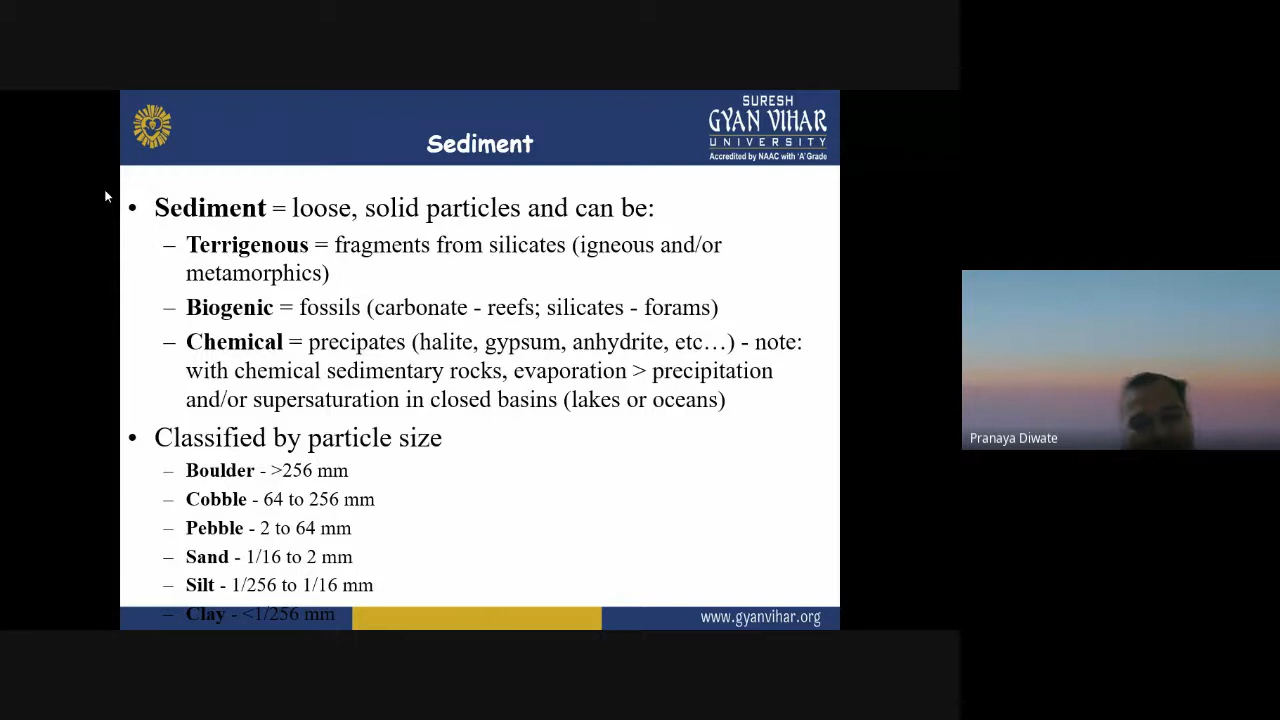 SURESH
GYAN VIHAR
UNIVERSITY
Accredited by NAAC with 'A' Grade
Sediment
• Sediment = loose, solid particles and can be:
– Terrigenous = fragments from silicates (igneous and/or
metamorphics)
– Biogenic = fossils (carbonate - reefs; silicates - forams)
– Chemical = precipates (halite, gypsum, anhydrite, etc…) - note:
with chemical sedimentary rocks, evaporation > precipitation
and/or supersaturation in closed basins (lakes or oceans)
• Classified by particle size
– Boulder - >256 mm
– Cobble - 64 to 256 mm
– Pebble - 2 to 64 mm
– Sand - 1/16 to 2 mm
– Silt - 1/256 to 1/16 mm
– Clay - <1/256 mm
www.gyanvihar.org
Pranaya Diwate